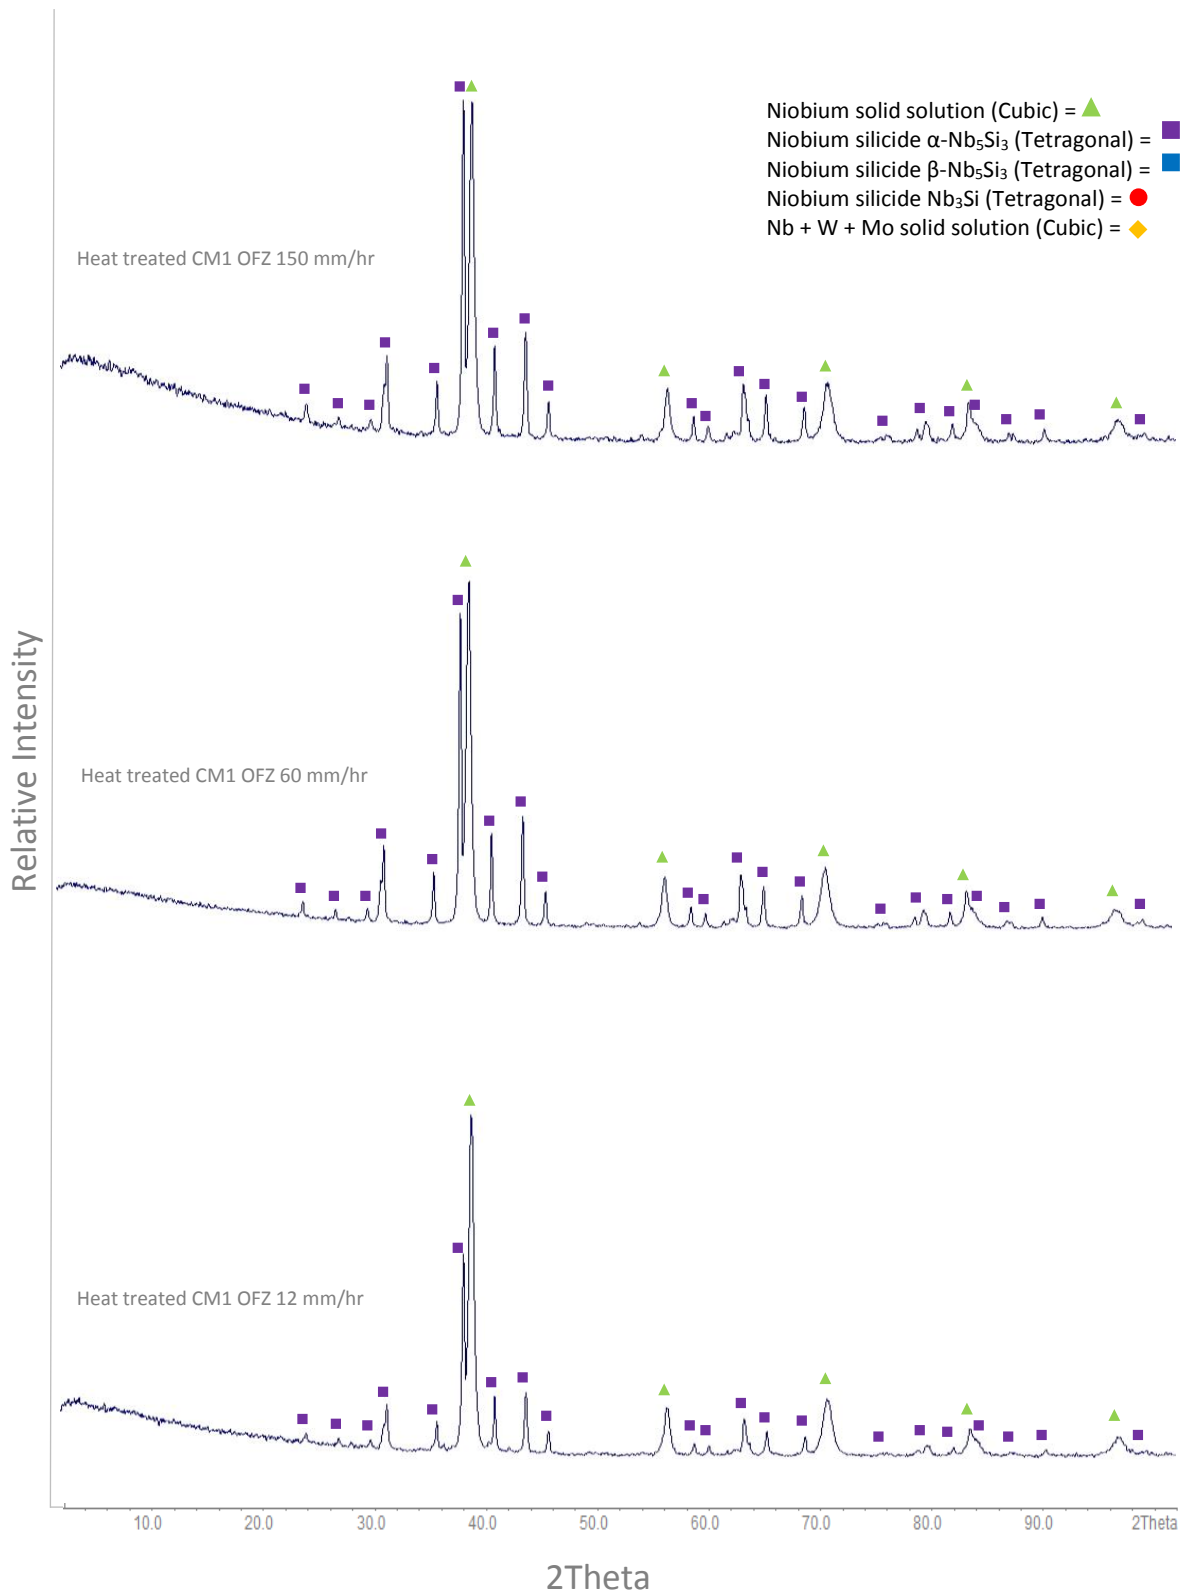 Niobium solid solution (Cubic) = ▲
Niobium silicide α-Nb₅Si₃ (Tetragonal) = ■
Niobium silicide β-Nb₅Si₃ (Tetragonal) = ■
Niobium silicide Nb₃Si (Tetragonal) = ●
Nb + W + Mo solid solution (Cubic) = ◆
Heat treated CM1 OFZ 150 mm/hr
Relative Intensity
Heat treated CM1 OFZ 60 mm/hr
Heat treated CM1 OFZ 12 mm/hr
10.0 20.0 30.0 40.0 50.0 60.0 70.0 80.0 90.0 2Theta
2Theta